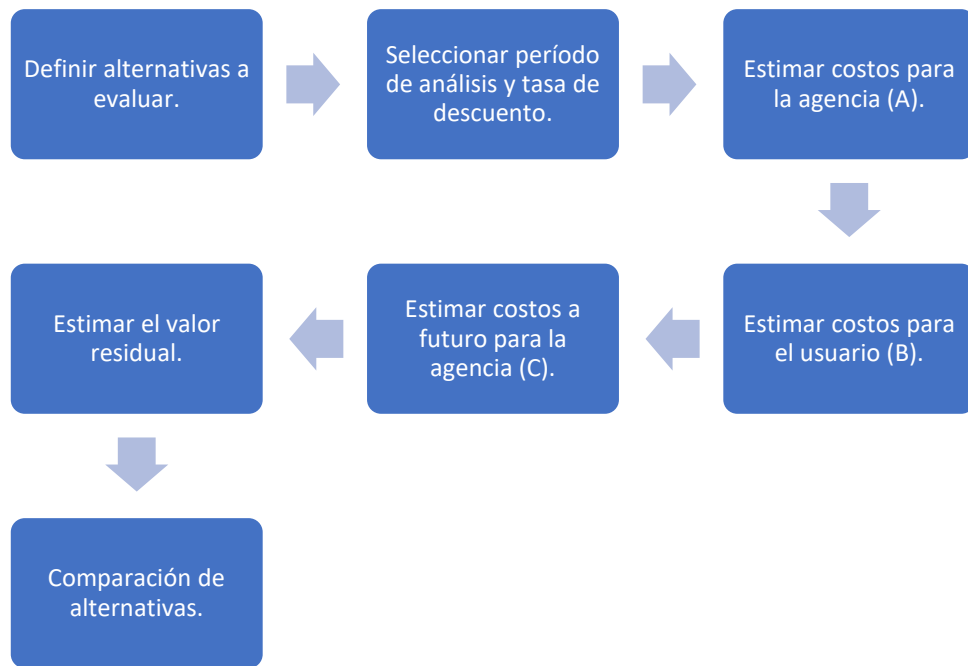 Definir alternativas a
evaluar.
Seleccionar período
de análisis y tasa de
descuento.
Estimar costos para
la agencia (A).
Estimar costos para
el usuario (B).
Estimar costos a
futuro para la
agencia (C).
Estimar el valor
residual.
Comparación de
alternativas.